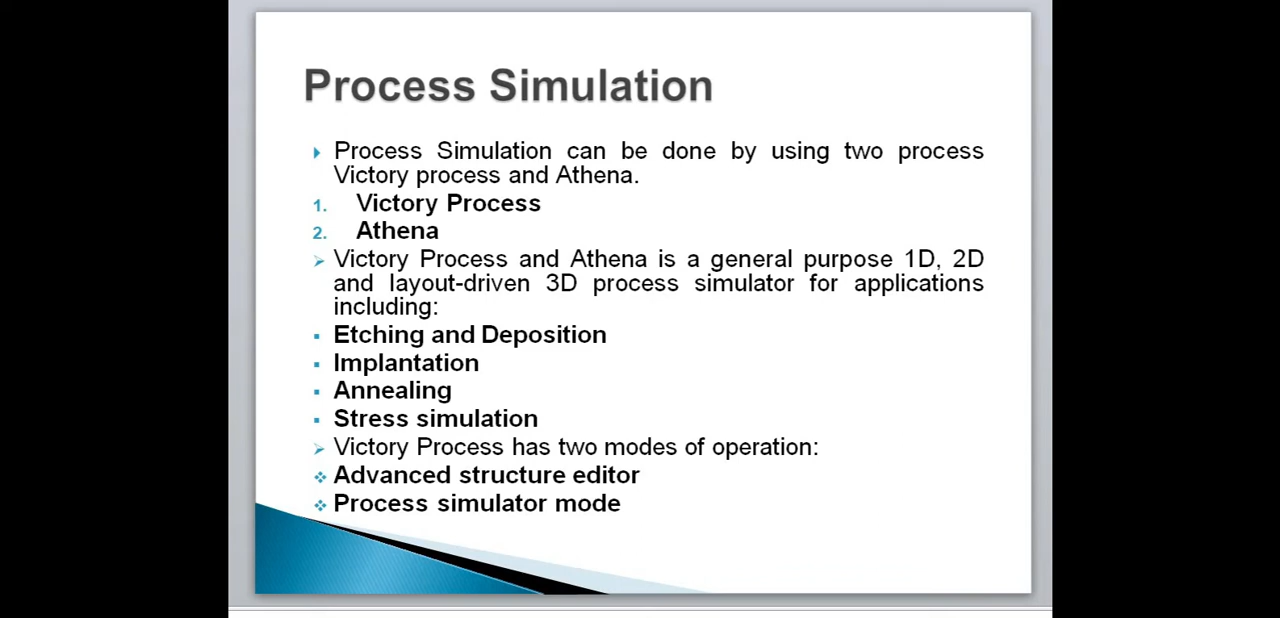 Process Simulation
Process Simulation can be done by using two process
Victory process and Athena.
1. Victory Process
2. Athena
Victory Process and Athena is a general purpose 1D, 2D
and layout-driven 3D process simulator for applications
including:
Etching and Deposition
Implantation
Annealing
Stress simulation
Victory Process has two modes of operation:
Advanced structure editor
Process simulator mode